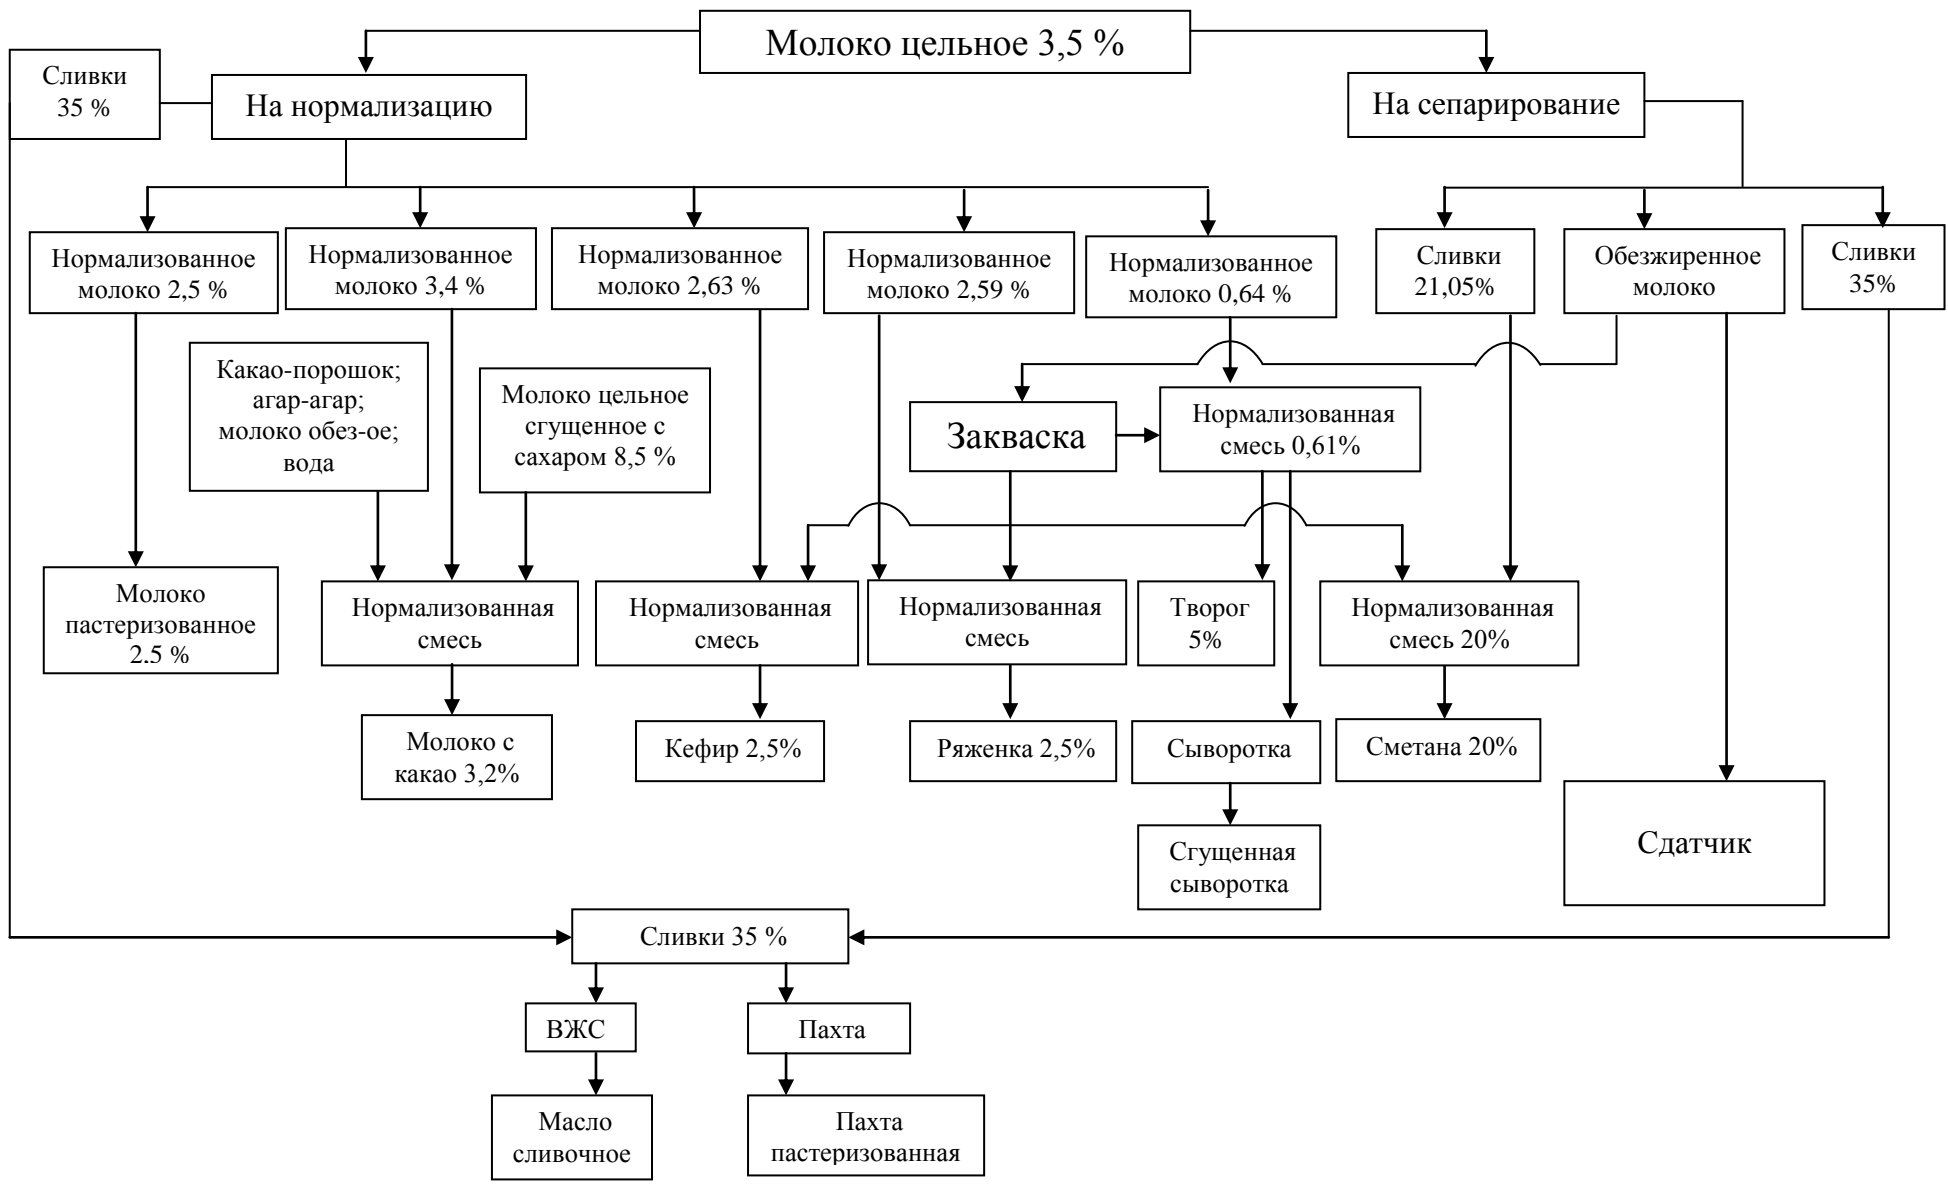 Молоко цельное 3,5 %
Сливки
35 %
На нормализацию
На сепарирование
Нормализованное
молоко 2,5 %
Нормализованное
молоко 3,4 %
Нормализованное
молоко 2,63 %
Нормализованное
молоко 2,59 %
Нормализованное
молоко 0,64 %
Сливки
21,05%
Обезжиренное
молоко
Сливки
35%
Какао-порошок;
агар-агар;
молоко обез-ое;
вода
Молоко цельное
сгущенное с
сахаром 8,5 %
Закваска
Нормализованная
смесь 0,61%
Молоко
пастеризованное
2,5 %
Нормализованная
смесь
Нормализованная
смесь
Нормализованная
смесь
Творог
5%
Нормализованная
смесь 20%
Молоко с
какао 3,2%
Кефир 2,5%
Ряженка 2,5%
Сыворотка
Сметана 20%
Сгущенная
сыворотка
Сдатчик
Сливки 35 %
ВЖС
Пахта
Масло
сливочное
Пахта
пастеризованная